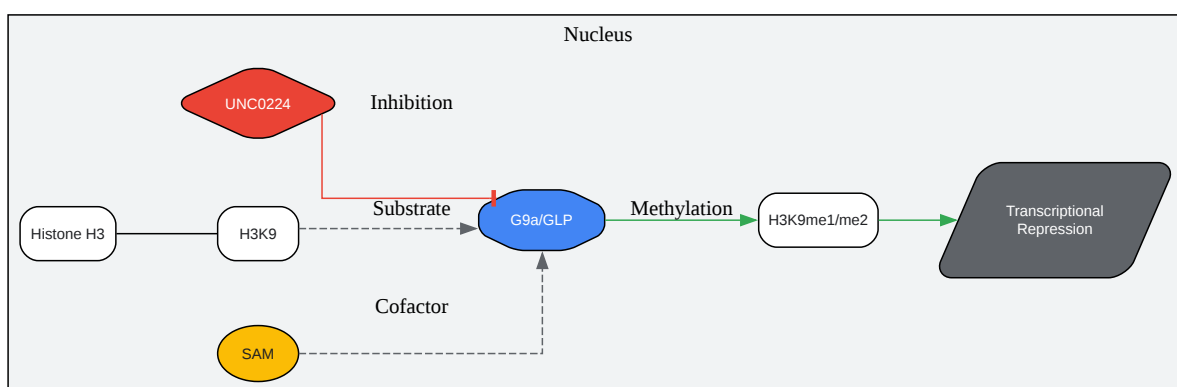 Nucleus
UNC0224
Inhibition
Substrate
Histone H3
H3K9
G9a/GLP
Methylation
H3K9me1/me2
Transcriptional
Repression
Cofactor
SAM